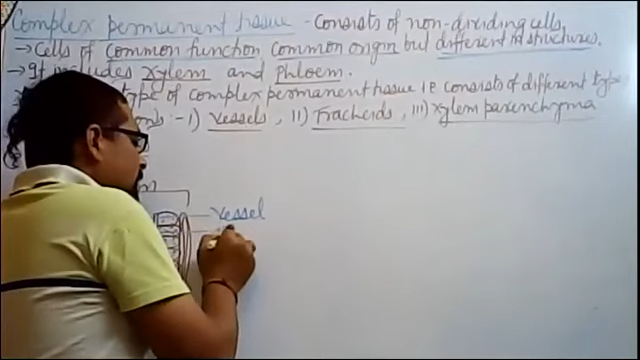 Complex permanent tissue - Consists of non-dividing cells,
→ Cells of common function common origin but different in structures.
→ It includes xylem and Phloem.
type of complex permanent tissue i.e consists of different type
:- i) vessels, ii) Tracheids, iii) xylem parenchyma
Vessel